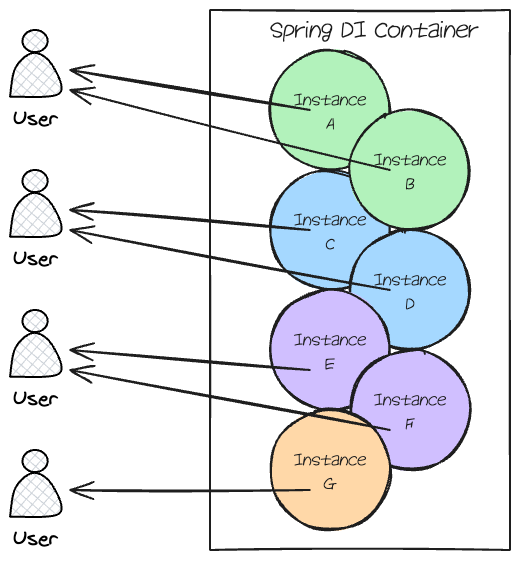 Spring DI Container
Instance
A
User
Instance
B
Instance
C
User
Instance
D
Instance
E
User
Instance
F
Instance
G
User